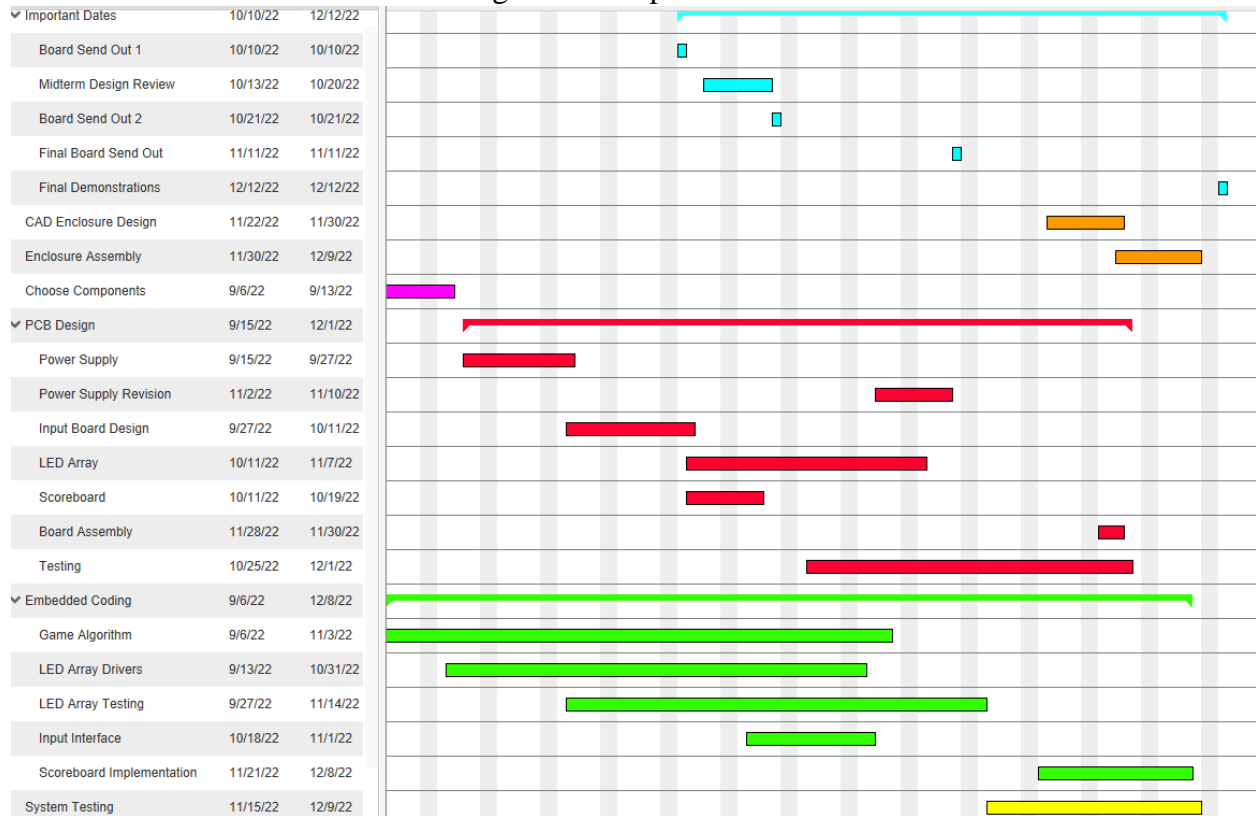 Important Dates 10/10/22 12/12/22
Board Send Out 1 10/10/22 10/10/22
Midterm Design Review 10/13/22 10/20/22
Board Send Out 2 10/21/22 10/21/22
Final Board Send Out 11/11/22 11/11/22
Final Demonstrations 12/12/22 12/12/22
CAD Enclosure Design 11/22/22 11/30/22
Enclosure Assembly 11/30/22 12/9/22
Choose Components 9/6/22 9/13/22
PCB Design 9/15/22 12/1/22
Power Supply 9/15/22 9/27/22
Power Supply Revision 11/2/22 11/10/22
Input Board Design 9/27/22 10/11/22
LED Array 10/11/22 11/7/22
Scoreboard 10/11/22 10/19/22
Board Assembly 11/28/22 11/30/22
Testing 10/25/22 12/1/22
Embedded Coding 9/6/22 12/8/22
Game Algorithm 9/6/22 11/3/22
LED Array Drivers 9/13/22 10/31/22
LED Array Testing 9/27/22 11/14/22
Input Interface 10/18/22 11/1/22
Scoreboard Implementation 11/21/22 12/8/22
System Testing 11/15/22 12/9/22